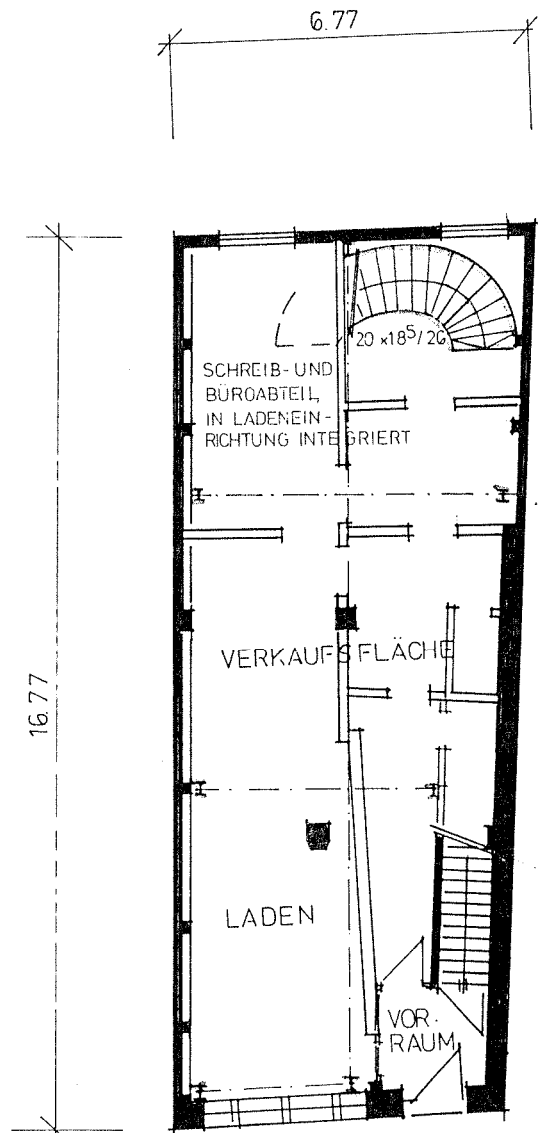 6.77
20 x 18⁵/26
SCHREIB- UND
BÜROABTEIL,
IN LADENEIN-
RICHTUNG INTEGRIERT
VERKAUFSFLÄCHE
16.77
LADEN
VOR-
RAUM